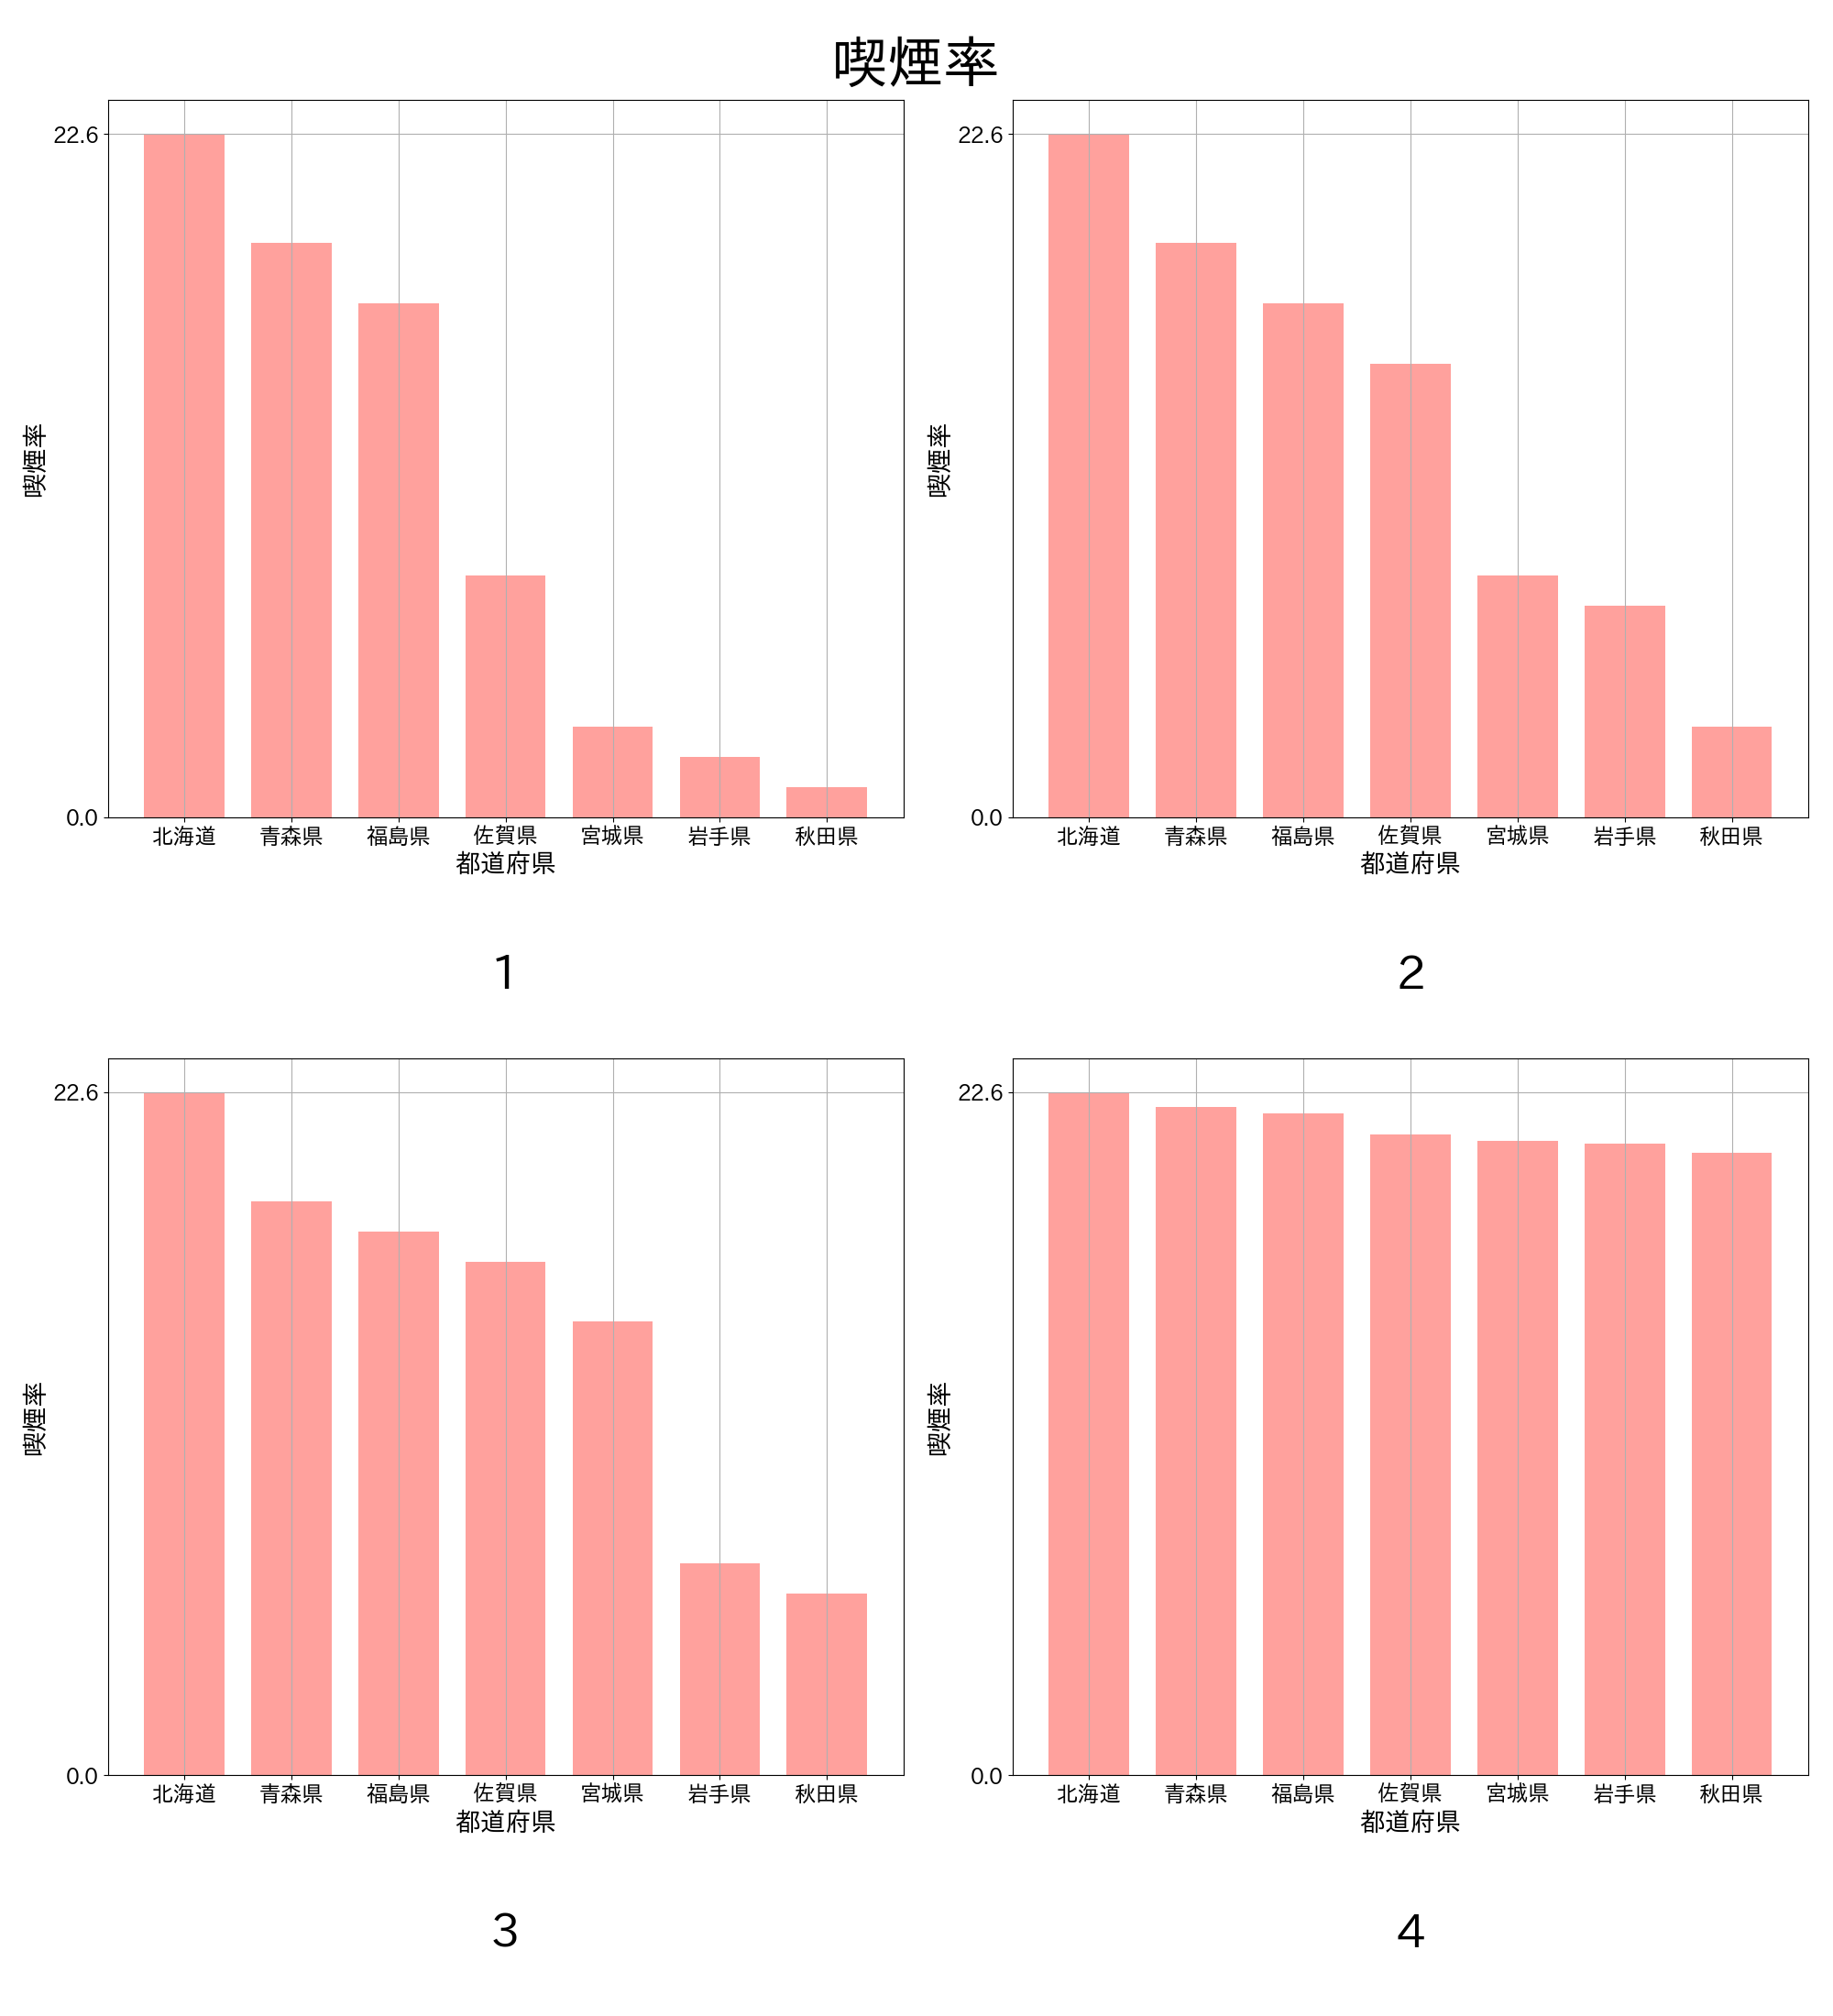 喫煙率
22.6
0.0
喫煙率
北海道 青森県 福島県 佐賀県 宮城県 岩手県 秋田県
都道府県
1
22.6
0.0
喫煙率
北海道 青森県 福島県 佐賀県 宮城県 岩手県 秋田県
都道府県
2
22.6
0.0
喫煙率
北海道 青森県 福島県 佐賀県 宮城県 岩手県 秋田県
都道府県
3
22.6
0.0
喫煙率
北海道 青森県 福島県 佐賀県 宮城県 岩手県 秋田県
都道府県
4